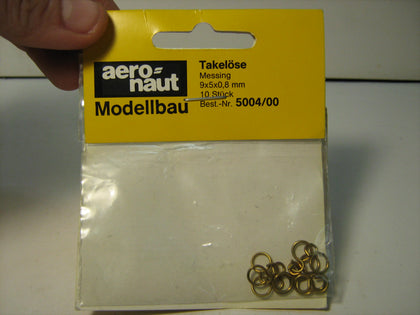 aero-
naut
Modellbau
Takelöse
Messing
9x5x0,8 mm
10 Stück
Best.-Nr. 5004/00